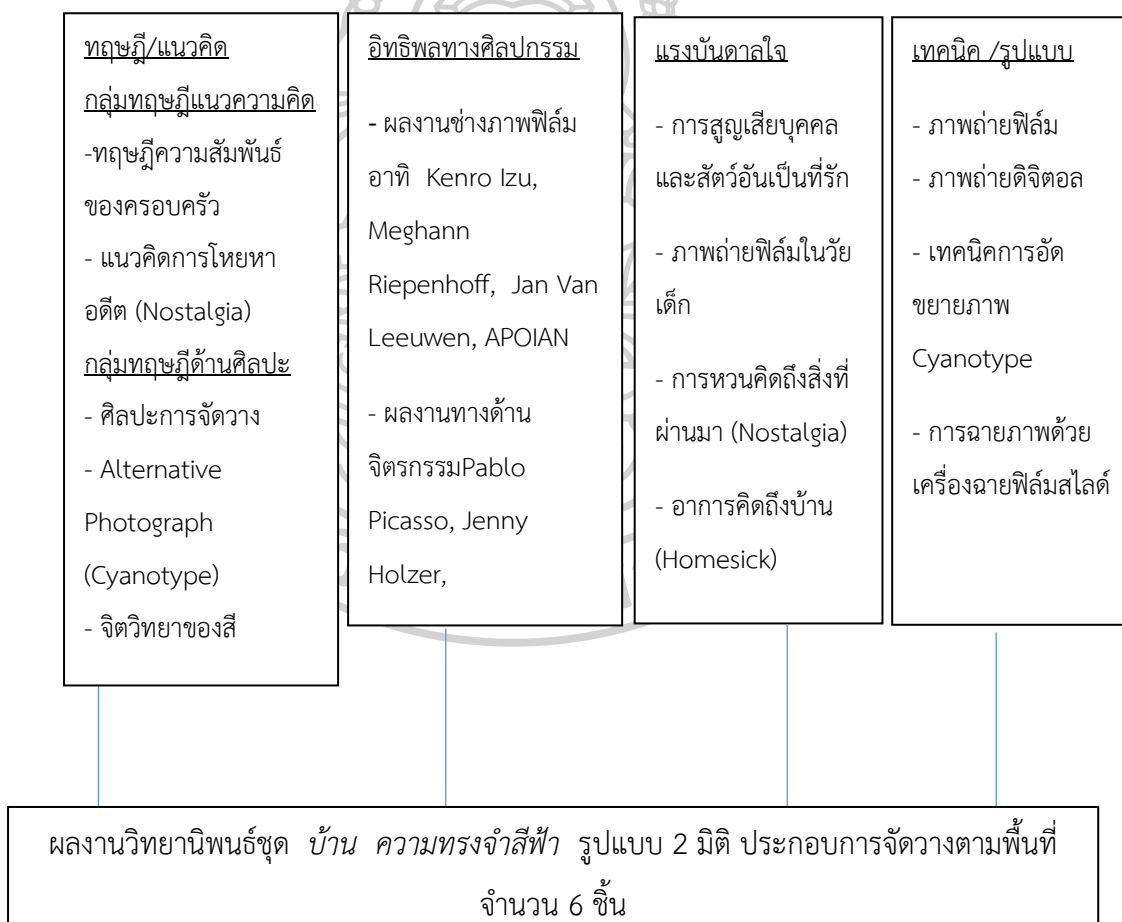 ทฤษฎี/แนวคิด
กลุ่มทฤษฎีแนวความคิด
-ทฤษฎีความสัมพันธ์
ของครอบครัว
- แนวคิดการโหยหา
อดีต (Nostalgia)
กลุ่มทฤษฎีด้านศิลปะ
- ศิลปะการจัดวาง
- Alternative
Photograph
(Cyanotype)
- จิตวิทยาของสี
อิทธิพลทางศิลปกรรม
- ผลงานช่างภาพฟิล์ม
อาทิ Kenro Izu,
Meghann
Riepenhoff, Jan Van
Leeuwen, APOIAN
- ผลงานทางด้าน
จิตรกรรมPablo
Picasso, Jenny
Holzer,
แรงบันดาลใจ
- การสูญเสียบุคคล
และสัตว์อันเป็นที่รัก
- ภาพถ่ายฟิล์มในวัย
เด็ก
- การหวนคิดถึงสิ่งที่
ผ่านมา (Nostalgia)
- อาการคิดถึงบ้าน
(Homesick)
เทคนิค /รูปแบบ
- ภาพถ่ายฟิล์ม
- ภาพถ่ายดิจิตอล
- เทคนิคการอัด
ขยายภาพ
Cyanotype
- การฉายภาพด้วย
เครื่องฉายฟิล์มสไลด์
ผลงานวิทยานิพนธ์ชุด บ้าน ความทรงจำสีฟ้า รูปแบบ 2 มิติ ประกอบการจัดวางตามพื้นที่
จำนวน 6 ชิ้น